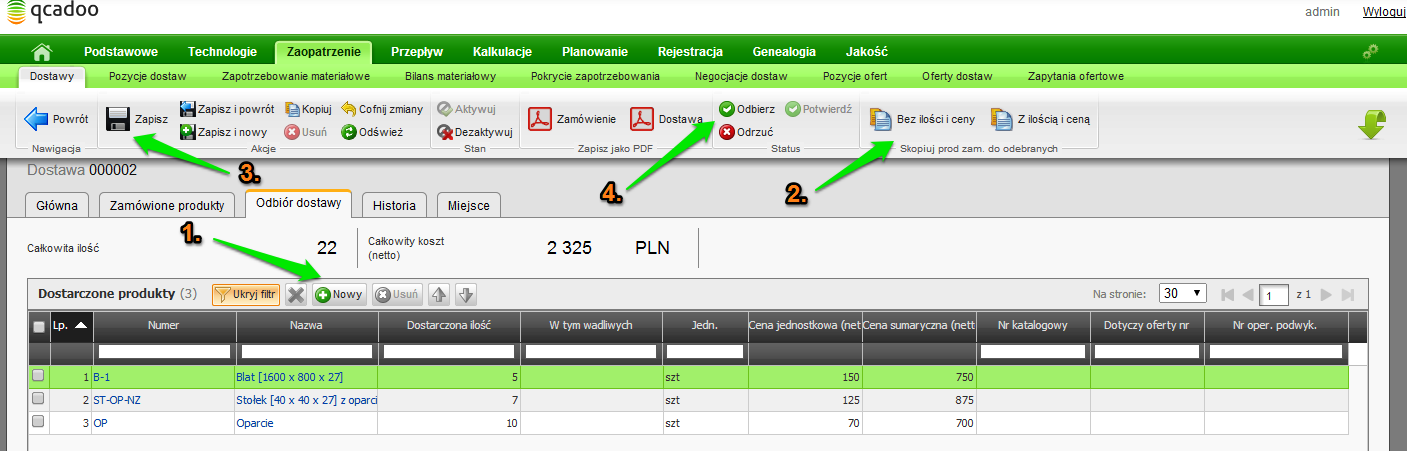 qcadoo
admin Wyloguj
Podstawowe Technologie Zaopatrzenie Przepływ Kalkulacje Planowanie Rejestracja Genealogia Jakość
Dostawy Pozycje dostaw Zapotrzebowanie materiałowe Bilans materiałowy Pokrycie zapotrzebowania Negocjacje dostaw Pozycje ofert Oferty dostaw Zapytania ofertowe
Powrót Zapisz Zapisz i powrót Kopiuj Cofnij zmiany Aktywuj Zamówienie Dostawa Odbierz Potwierdź Bez ilości i ceny Z ilością i ceną
Zapisz i nowy Usuń Odśwież Dezaktywuj Odrzuć
Nawigacja Akcje Stan Zapisz jako PDF Status Skopiuj prod zam. do odebranych
Dostawa 000002
3. 4. 2.
Główna Zamówione produkty Odbiór dostawy Historia Miejsce
1.
Całkowita ilość 22 Całkowity koszt (netto) 2 325 PLN
Dostarczone produkty (3) Ukryj filtr Nowy Usuń Na stronie: 30 1 z 1
Lp. Numer Nazwa Dostarczona ilość W tym wadliwych Jedn. Cena jednostkowa (net Cena sumaryczna (nett Nr katalogowy Dotyczy oferty nr Nr oper. podwyk.
1 B-1 Blat [1600 x 800 x 27] 5 szt 150 750
2 ST-OP-NZ Stołek [40 x 40 x 27] z oparci 7 szt 125 875
3 OP Oparcie 10 szt 70 700